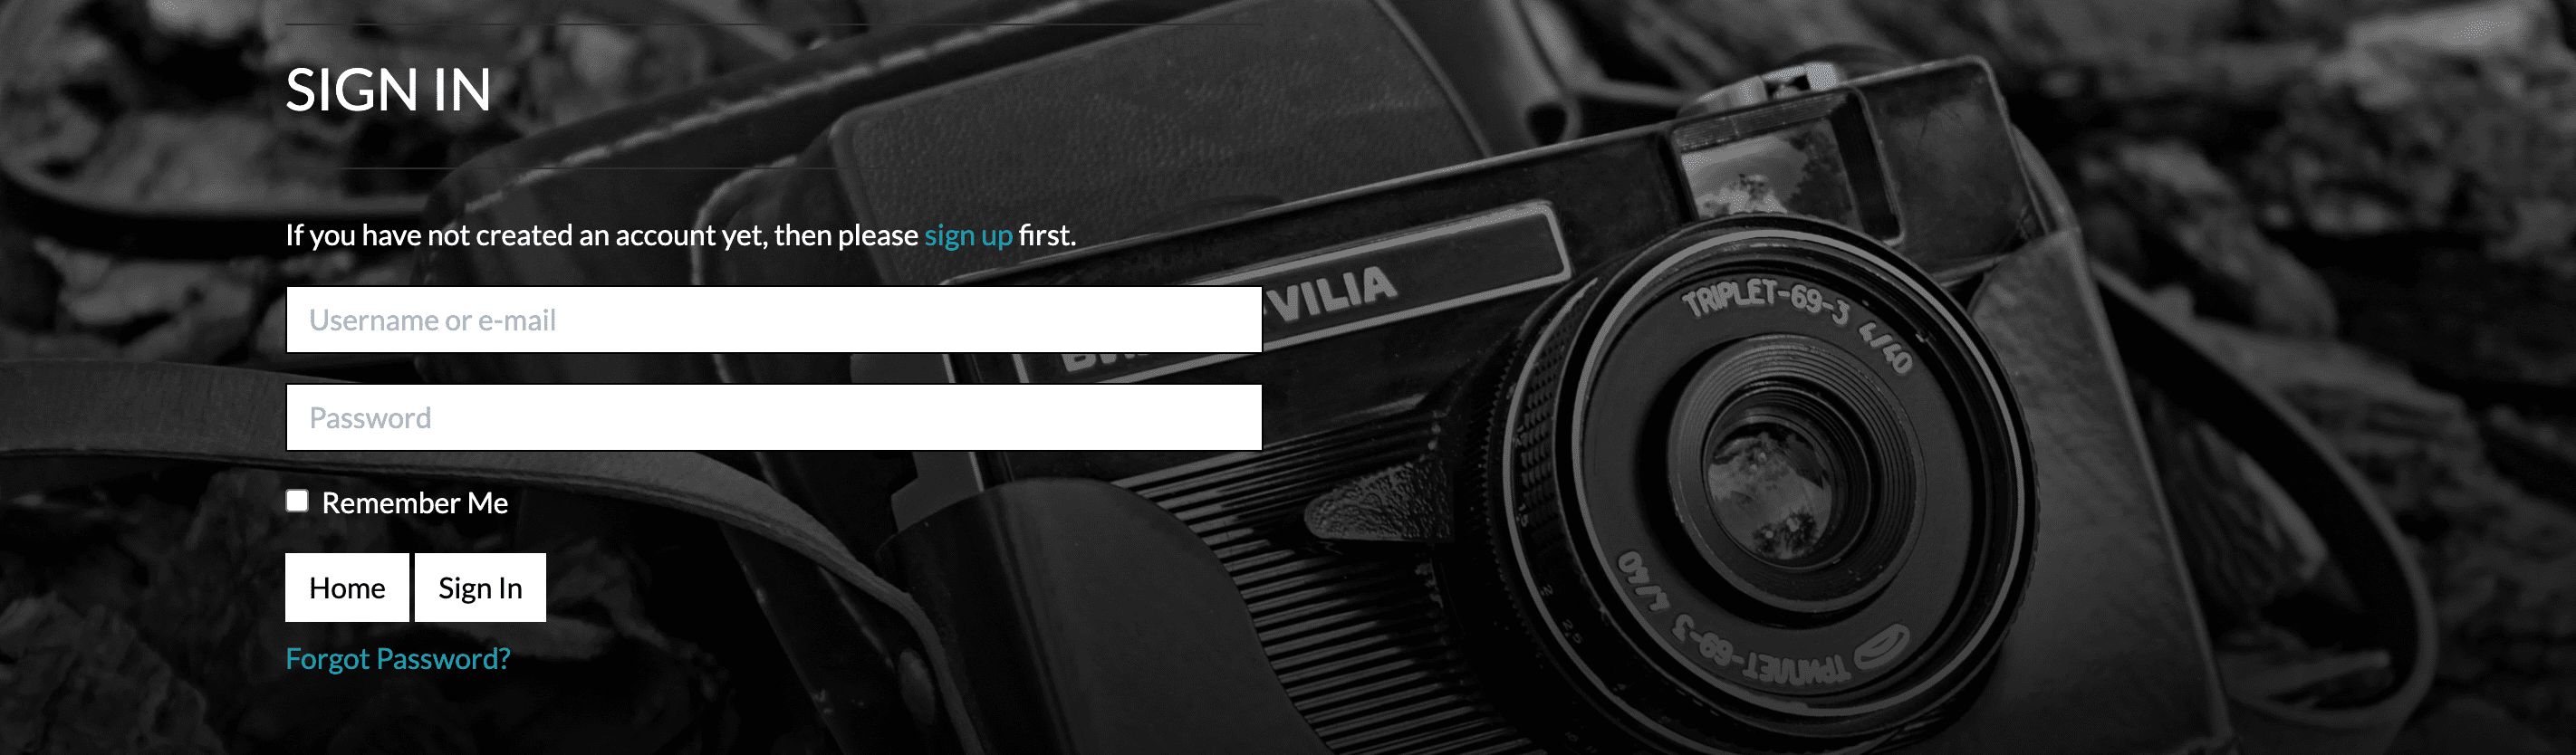 SIGN IN
If you have not created an account yet, then please sign up first.
Username or e-mail
VILIA
TRIPLET-69-3 4/40
Password
Remember Me
Home Sign In
ТРИПЛЕТ-69-3 4/40
Forgot Password?